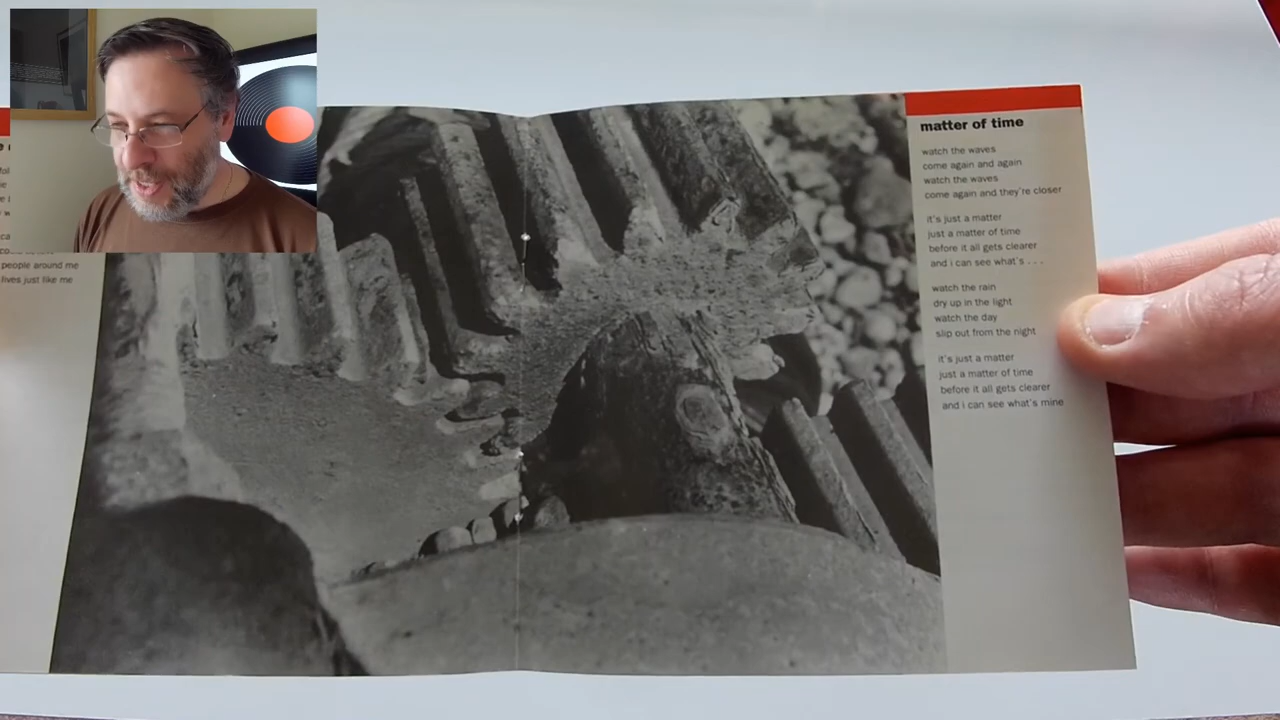 people around me
lives just like me
matter of time
watch the waves
come again and again
watch the waves
come again and they're closer
it's just a matter
just a matter of time
before it all gets clearer
and i can see what's . . .
watch the rain
dry up in the light
watch the day
slip out from the night
it's just a matter
just a matter of time
before it all gets clearer
and i can see what's mine